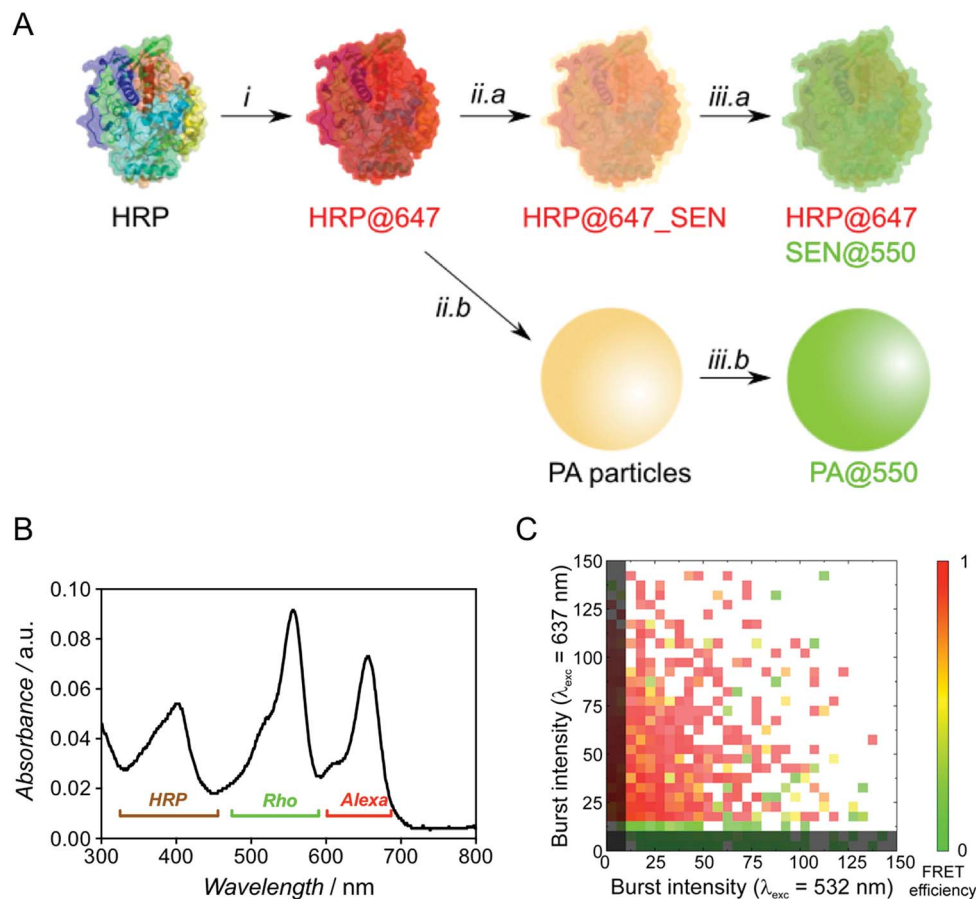 A
i
ii.a
iii.a
HRP
HRP@647
HRP@647_SEN
HRP@647
SEN@550
ii.b
iii.b
PA particles
PA@550
B
Absorbance / a.u.
0.10
0.08
0.06
0.04
0.02
0.00
HRP
Rho
Alexa
300 400 500 600 700 800
Wavelength / nm
C
Burst intensity (λexc = 637 nm)
150
125
100
75
50
25
0
25 50 75 100 125 150
Burst intensity (λexc = 532 nm)
1
0
FRET
efficiency